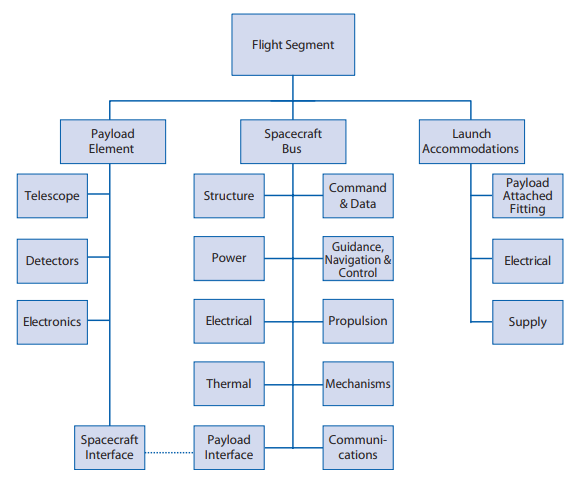 Flight Segment
Payload
Element
Spacecraft
Bus
Launch
Accommodations
Telescope
Structure
Command
& Data
Payload
Attached
Fitting
Detectors
Power
Guidance,
Navigation &
Control
Electrical
Electronics
Electrical
Propulsion
Supply
Thermal
Mechanisms
Spacecraft
Interface
Payload
Interface
Communi-
cations